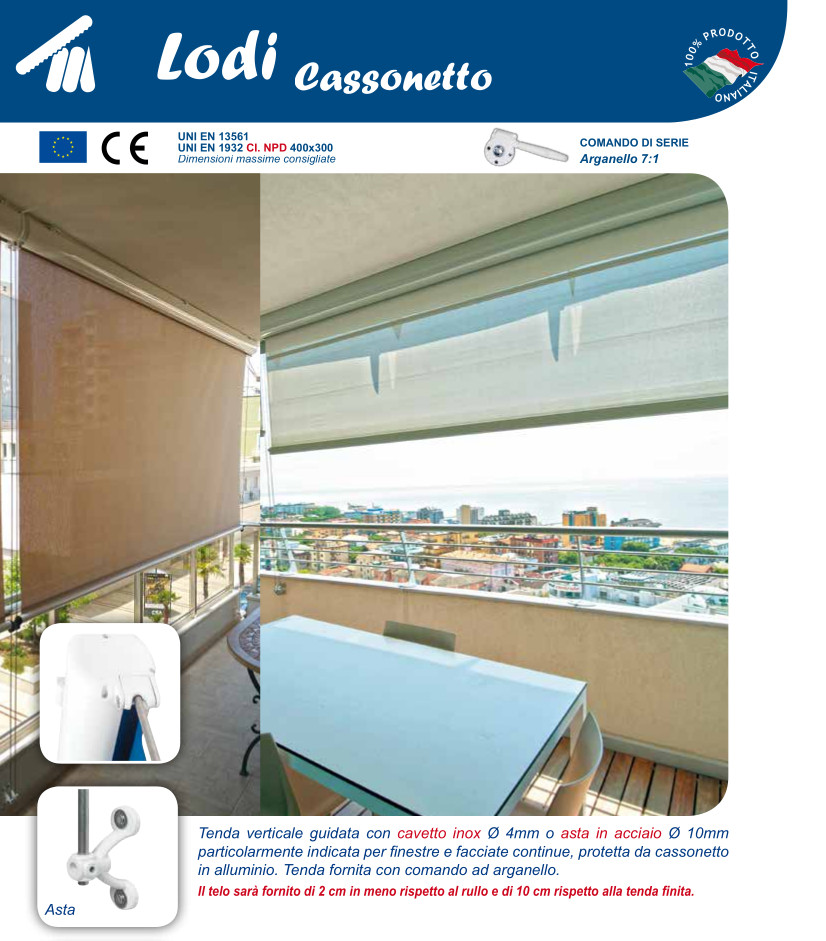 Lodi Cassonetto
100% PRODOTTO ITALIANO
CE
UNI EN 13561
UNI EN 1932 Cl. NPD 400x300
Dimensioni massime consigliate
COMANDO DI SERIE
Arganello 7:1
Tenda verticale guidata con cavetto inox Ø 4mm o asta in acciaio Ø 10mm
particolarmente indicata per finestre e facciate continue, protetta da cassonetto
in alluminio. Tenda fornita con comando ad arganello.
Il telo sarà fornito di 2 cm in meno rispetto al rullo e di 10 cm rispetto alla tenda finita.
Asta